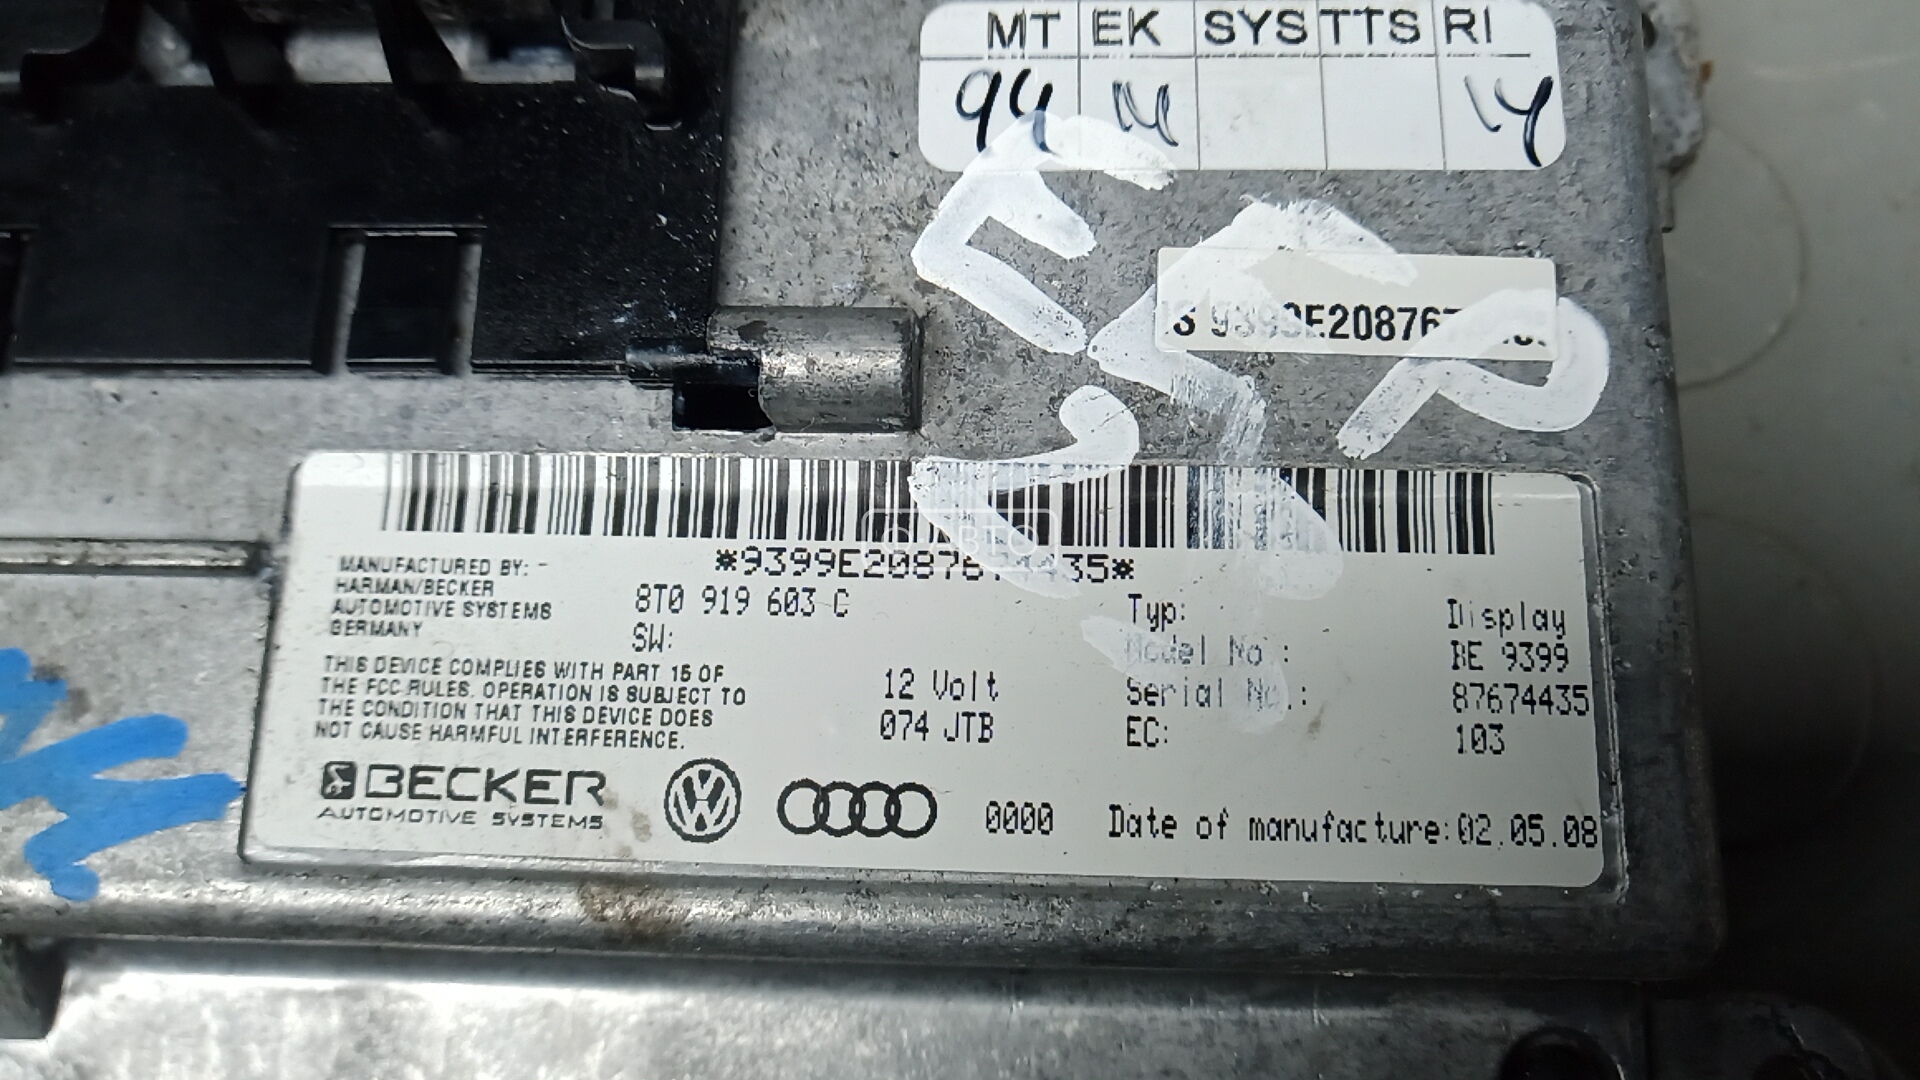 MT EK SYS TTS RI
94 14 14
9399E20876
*9399E2087674435*
MANUFACTURED BY: -
HARMAN/BECKER
AUTOMOTIVE SYSTEMS
GERMANY
8T0 919 603 C
SW:
THIS DEVICE COMPLIES WITH PART 15 OF
THE FCC RULES. OPERATION IS SUBJECT TO
THE CONDITION THAT THIS DEVICE DOES
NOT CAUSE HARMFUL INTERFERENCE.
12 Volt
074 JTB
Typ: Display
Model No.: BE 9399
Serial No.: 87674435
EC: 103
BECKER
AUTOMOTIVE SYSTEMS
0000
Date of manufacture:02.05.08